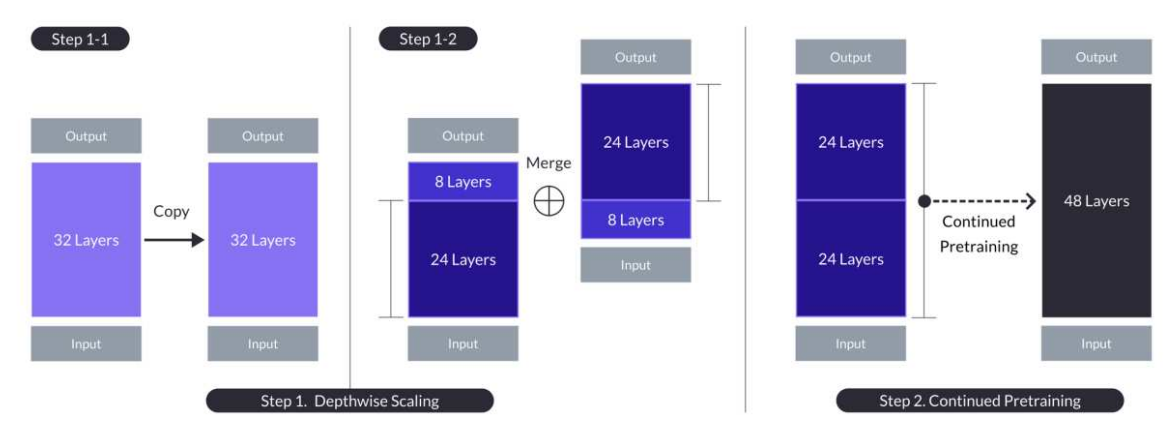 Step 1-1
Output
Output
32 Layers
Copy
32 Layers
Input
Input
Step 1-2
Output
8 Layers
24 Layers
Input
Merge
Output
24 Layers
8 Layers
Input
Step 1. Depthwise Scaling
Output
24 Layers
24 Layers
Input
Continued
Pretraining
Output
48 Layers
Input
Step 2. Continued Pretraining